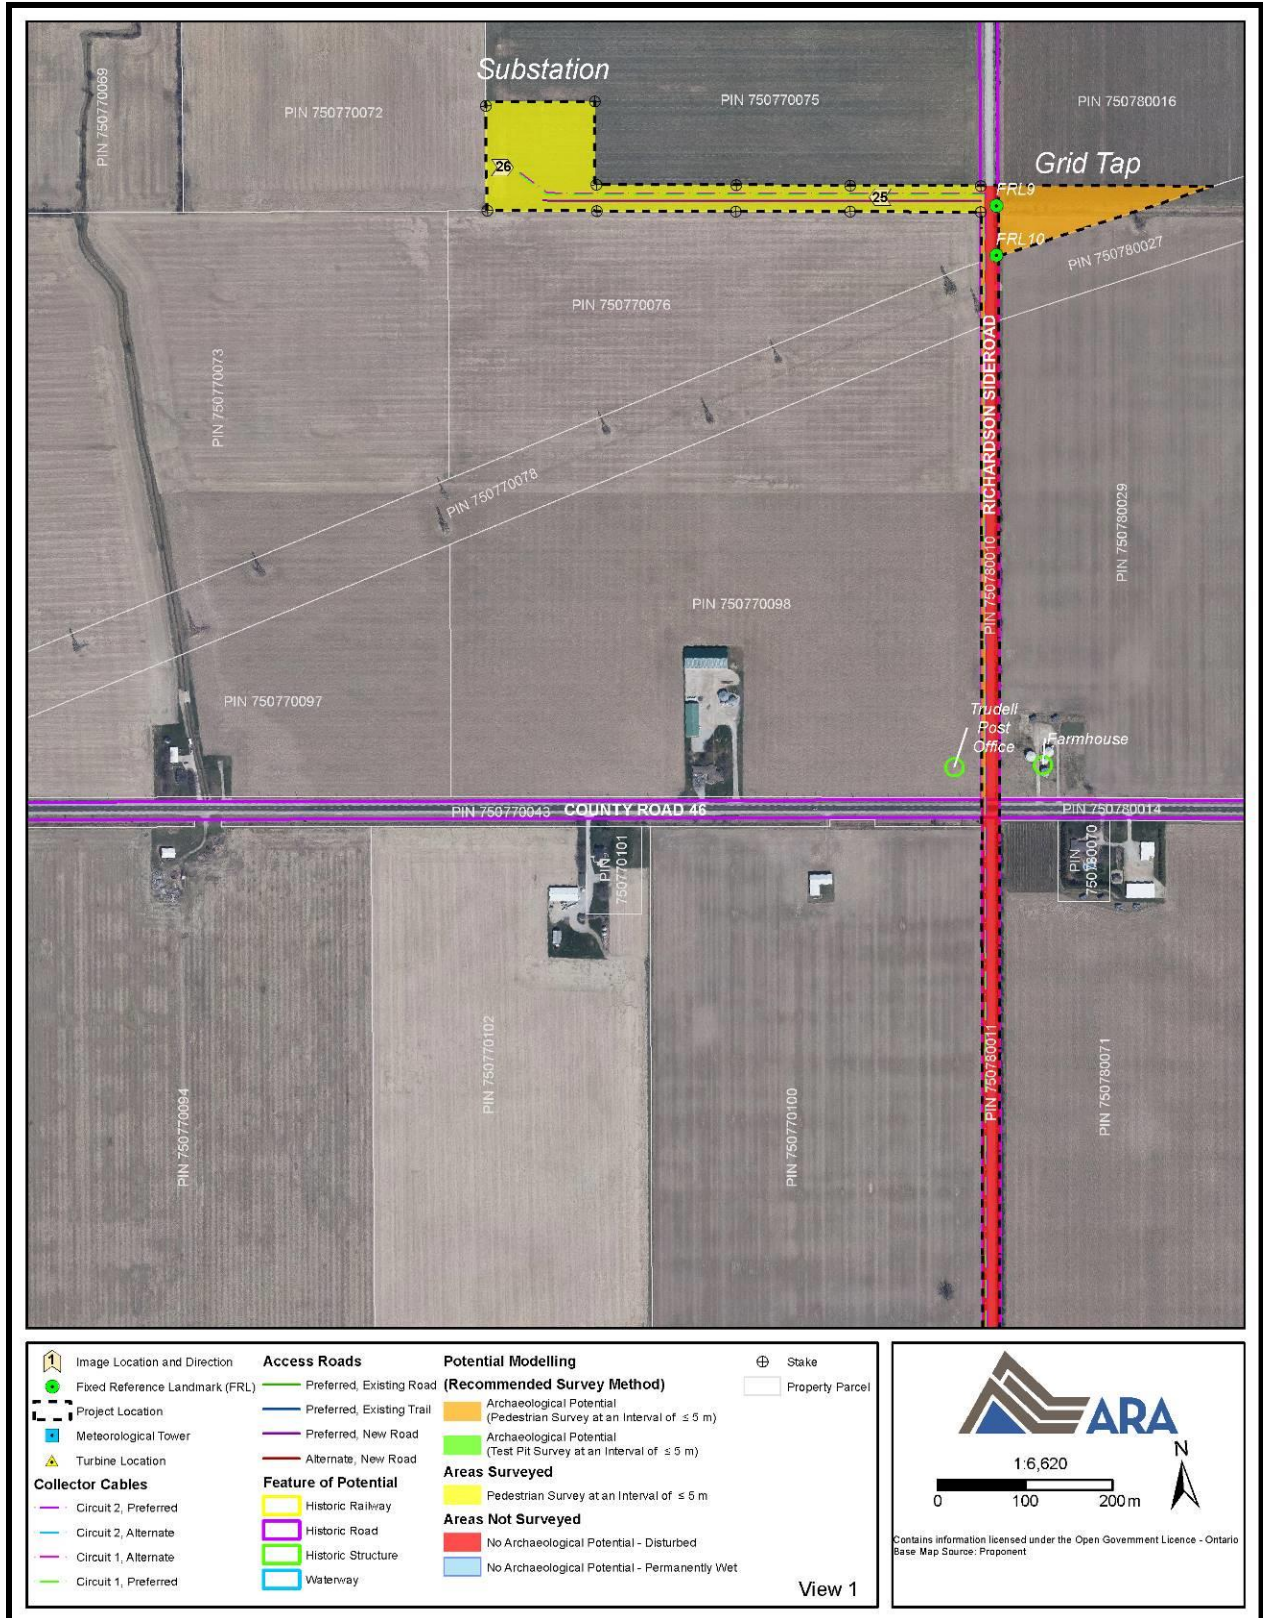 Substation
PIN 750770069
PIN 750770072
PIN 750770075
PIN 750780016
Grid Tap
26
25
FRL9
FRL10
PIN 750780027
PIN 750770076
PIN 750770073
RICHARDSON SIDEROAD
PIN 750770078
PIN 750780029
PIN 750780010
PIN 750770098
PIN 750770097
Trudell
Post
Office
Farmhouse
PIN 750770043
COUNTY ROAD 46
PIN 750780014
PIN
750770101
PIN
750780070
PIN 750770102
PIN 750780011
PIN 750780071
PIN 750770094
PIN 750770100
1 Image Location and Direction
Fixed Reference Landmark (FRL)
Project Location
Meteorological Tower
Turbine Location
Collector Cables
Circuit 2, Preferred
Circuit 2, Alternate
Circuit 1, Alternate
Circuit 1, Preferred
Access Roads
Preferred, Existing Road
Preferred, Existing Trail
Preferred, New Road
Alternate, New Road
Feature of Potential
Historic Railway
Historic Road
Historic Structure
Waterway
Potential Modelling
(Recommended Survey Method)
Archaeological Potential
(Pedestrian Survey at an Interval of ≤ 5 m)
Archaeological Potential
(Test Pit Survey at an Interval of ≤ 5 m)
Areas Surveyed
Pedestrian Survey at an Interval of ≤ 5 m
Areas Not Surveyed
No Archaeological Potential - Disturbed
No Archaeological Potential - Permanently Wet
Stake
Property Parcel
View 1
ARA
N
1:6,620
0 100 200 m
Contains information licensed under the Open Government Licence - Ontario
Base Map Source: Proponent